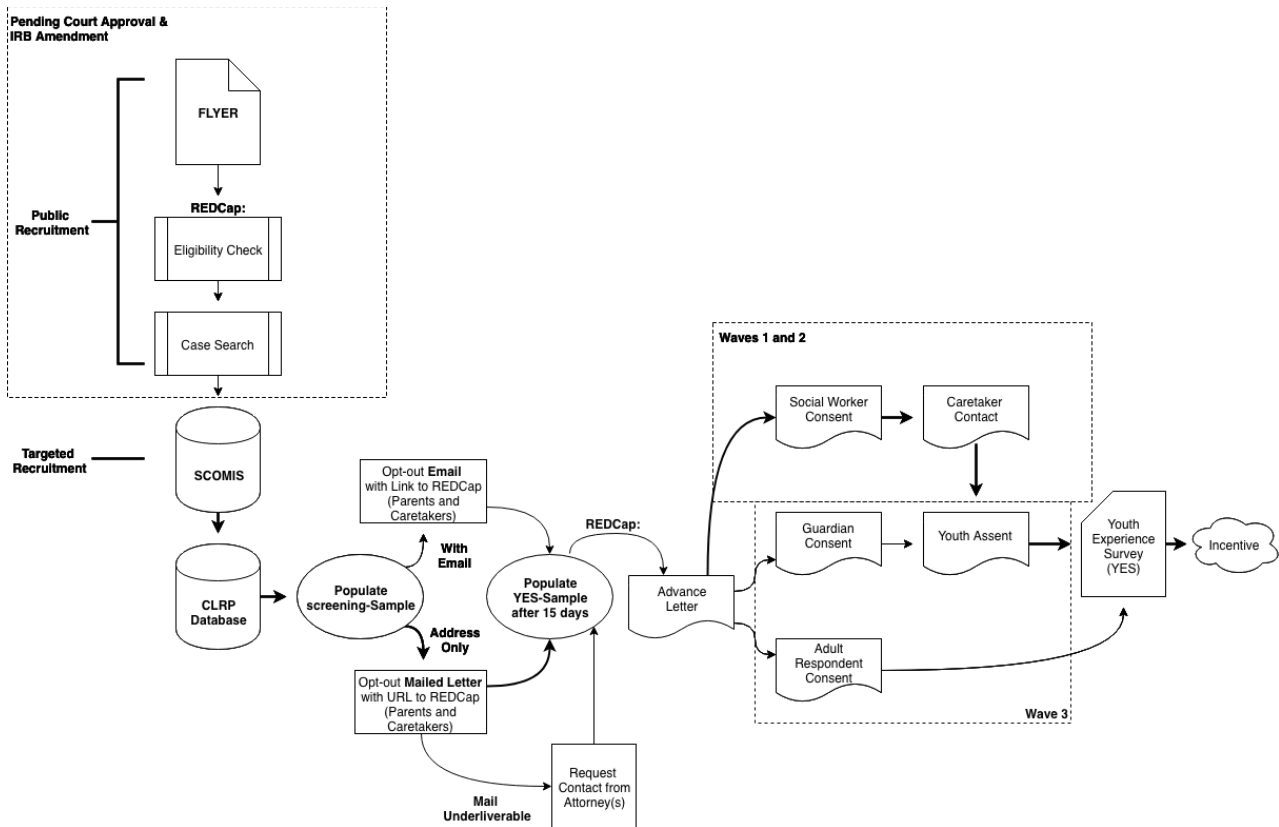 Pending Court Approval &
IRB Amendment
FLYER
REDCap:
Eligibility Check
Public
Recruitment
Case Search
Targeted
Recruitment
SCOMIS
CLRP
Database
Populate
screening-Sample
Opt-out Email
with Link to REDCap
(Parents and
Caretakers)
With
Email
Address
Only
Opt-out Mailed Letter
with URL to REDCap
(Parents and
Caretakers)
Mail
Underliverable
Request
Contact from
Attorney(s)
Populate
YES-Sample
after 15 days
REDCap:
Advance
Letter
Waves 1 and 2
Social Worker
Consent
Caretaker
Contact
Guardian
Consent
Youth Assent
Adult
Respondent
Consent
Wave 3
Youth
Experience
Survey
(YES)
Incentive